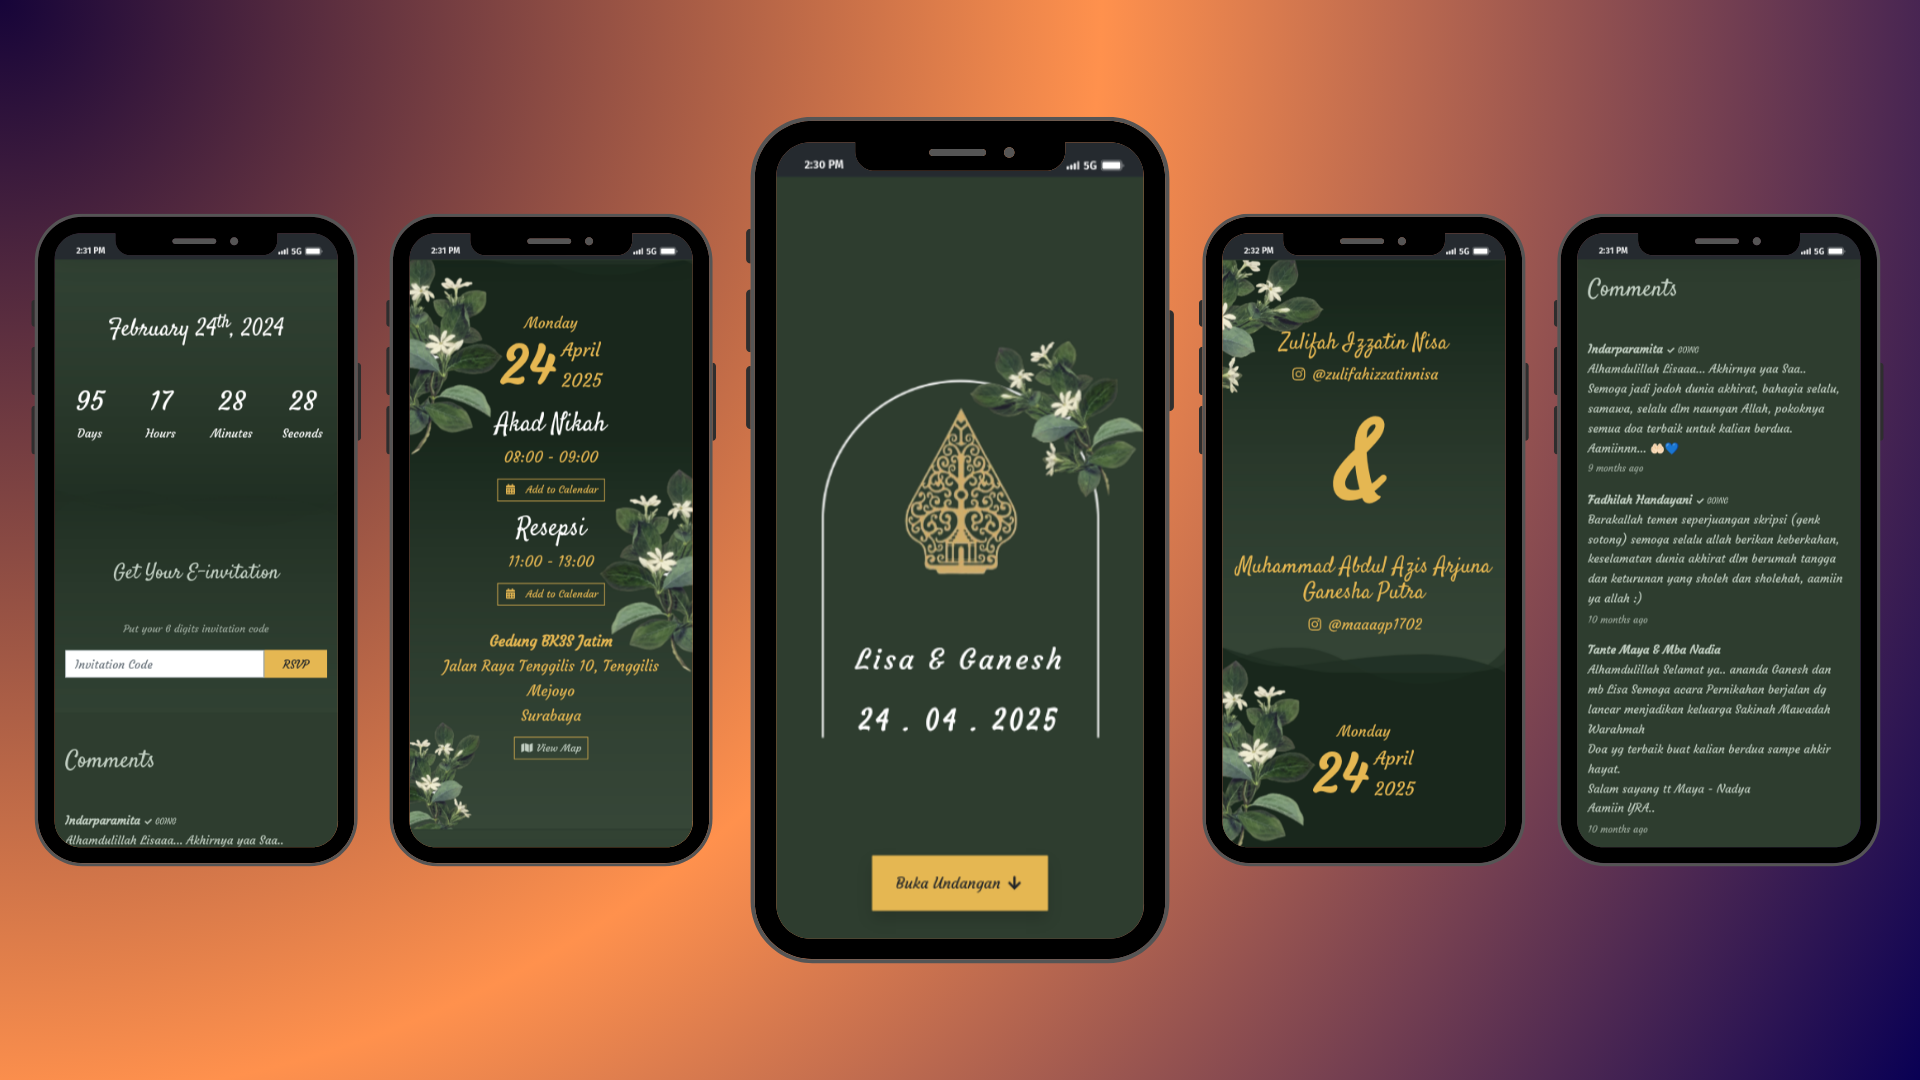 2:31 PM
5G
February 24th, 2024
95 17 28 28
Days Hours Minutes Seconds
Get Your E-invitation
Put your 6 digits invitation code
Invitation Code RSVP
Comments
Indarparamita ✓ GOING
Alhamdulillah Lisaaa... Akhirnya yaa Saa..
2:31 PM
5G
Monday
24 April
2025
Akad Nikah
08:00 - 09:00
Add to Calendar
Resepsi
11:00 - 13:00
Add to Calendar
Gedung BK3S Jatim
Jalan Raya Tenggilis 10, Tenggilis
Mejoyo
Surabaya
View Map
2:30 PM
5G
Lisa & Ganesh
24 . 04 . 2025
Buka Undangan
2:32 PM
5G
Zulifah Izzatin Nisa
@zulifahizzatinnisa
&
Muhammad Abdul Azis Arjuna
Ganesha Putra
@maaagp1702
Monday
24 April
2025
2:31 PM
5G
Comments
Indarparamita ✓ GOING
Alhamdulillah Lisaaa... Akhirnya yaa Saa..
Semoga jadi jodoh dunia akhirat, bahagia selalu,
samawa, selalu dlm naungan Allah, pokoknya
semua doa terbaik untuk kalian berdua.
Aamiinnn... 🤲🏻💙
9 months ago
Fadhilah Handayani ✓ GOING
Barakallah temen seperjuangan skripsi (genk
sotong) semoga selalu allah berikan keberkahan,
keselamatan dunia akhirat dlm berumah tangga
dan keturunan yang sholeh dan sholehah, aamiin
ya allah :)
10 months ago
Tante Maya & Mba Nadia
Alhamdulillah Selamat ya.. ananda Ganesh dan
mb Lisa Semoga acara Pernikahan berjalan dg
lancar menjadikan keluarga Sakinah Mawadah
Warahmah
Doa yg terbaik buat kalian berdua sampe ahkir
hayat.
Salam sayang tt Maya - Nadya
Aamiin YRA..
10 months ago